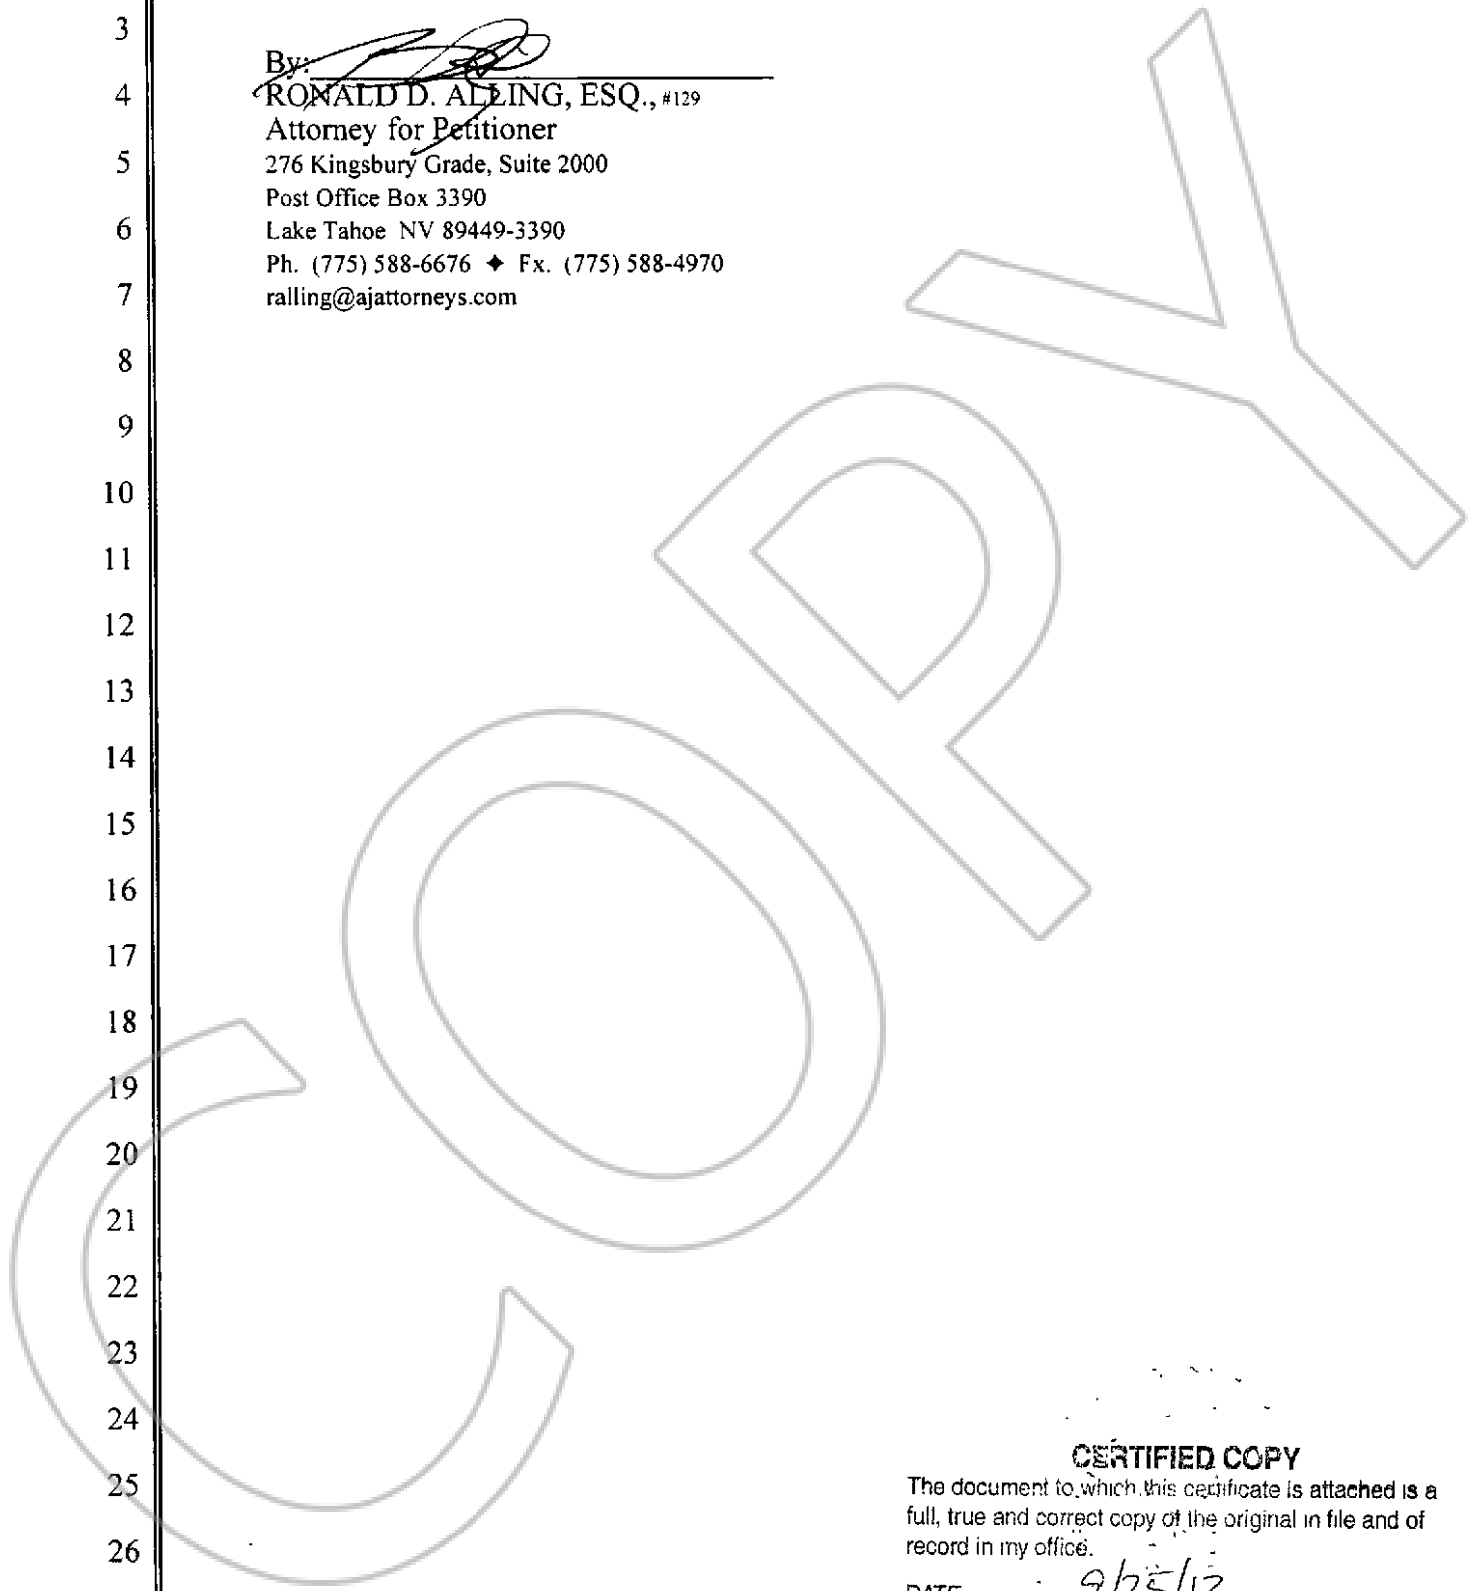 3
By:
4
RONALD D. ALLING, ESQ., #129
Attorney for Petitioner
5
276 Kingsbury Grade, Suite 2000
Post Office Box 3390
6
Lake Tahoe NV 89449-3390
Ph. (775) 588-6676 ✦ Fx. (775) 588-4970
7
ralling@ajattorneys.com
8
9
10
11
12
13
14
15
16
17
18
19
20
21
22
23
24
25
26
COPY
CERTIFIED COPY
The document to which this certificate is attached is a
full, true and correct copy of the original in file and of
record in my office.
DATE